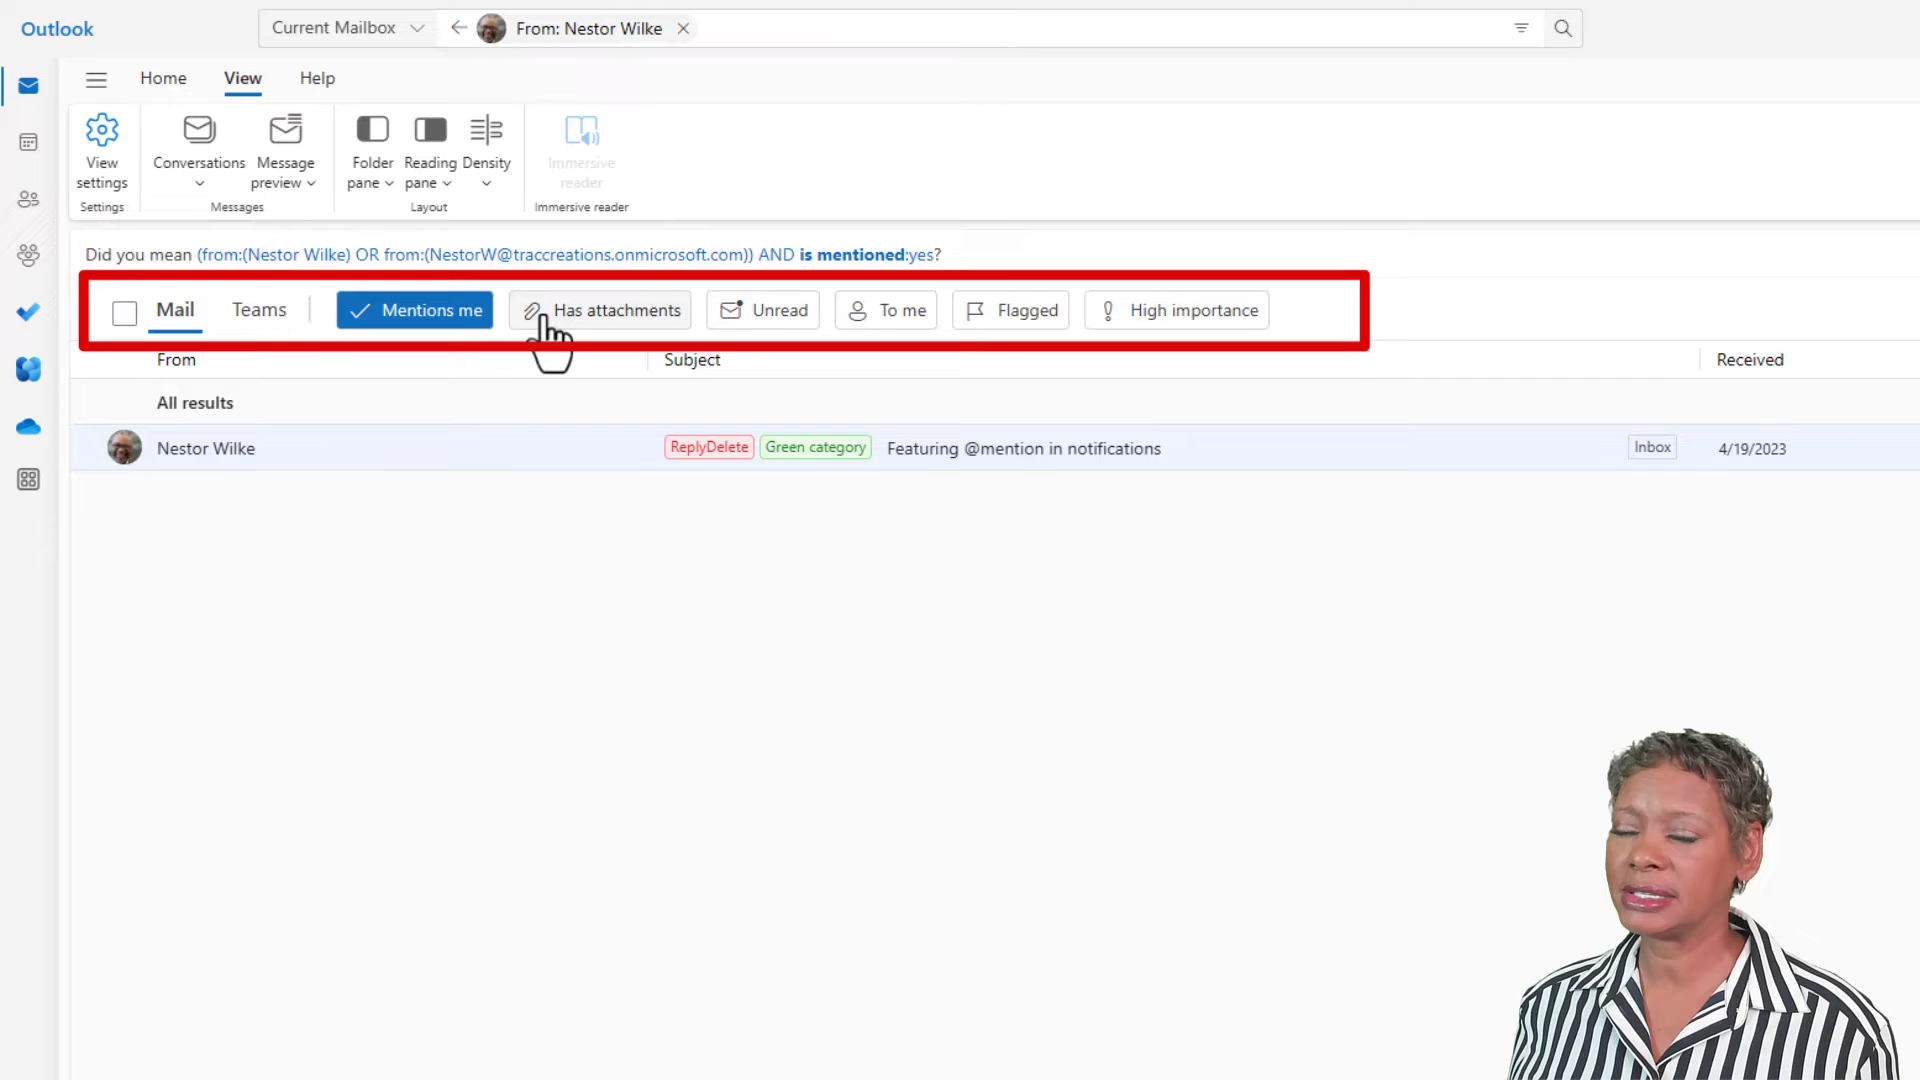 Outlook
Current Mailbox
From: Nestor Wilke
Home View Help
View settings
Conversations
Message preview
Folder pane
Reading pane
Density
Immersive reader
Settings
Messages
Layout
Immersive reader
Did you mean (from:(Nestor Wilke) OR from:(NestorW@traccreations.onmicrosoft.com)) AND is mentioned:yes?
Mail Teams Mentions me Has attachments Unread To me Flagged High importance
From Subject Received
All results
Nestor Wilke ReplyDelete Green category Featuring @mention in notifications Inbox 4/19/2023